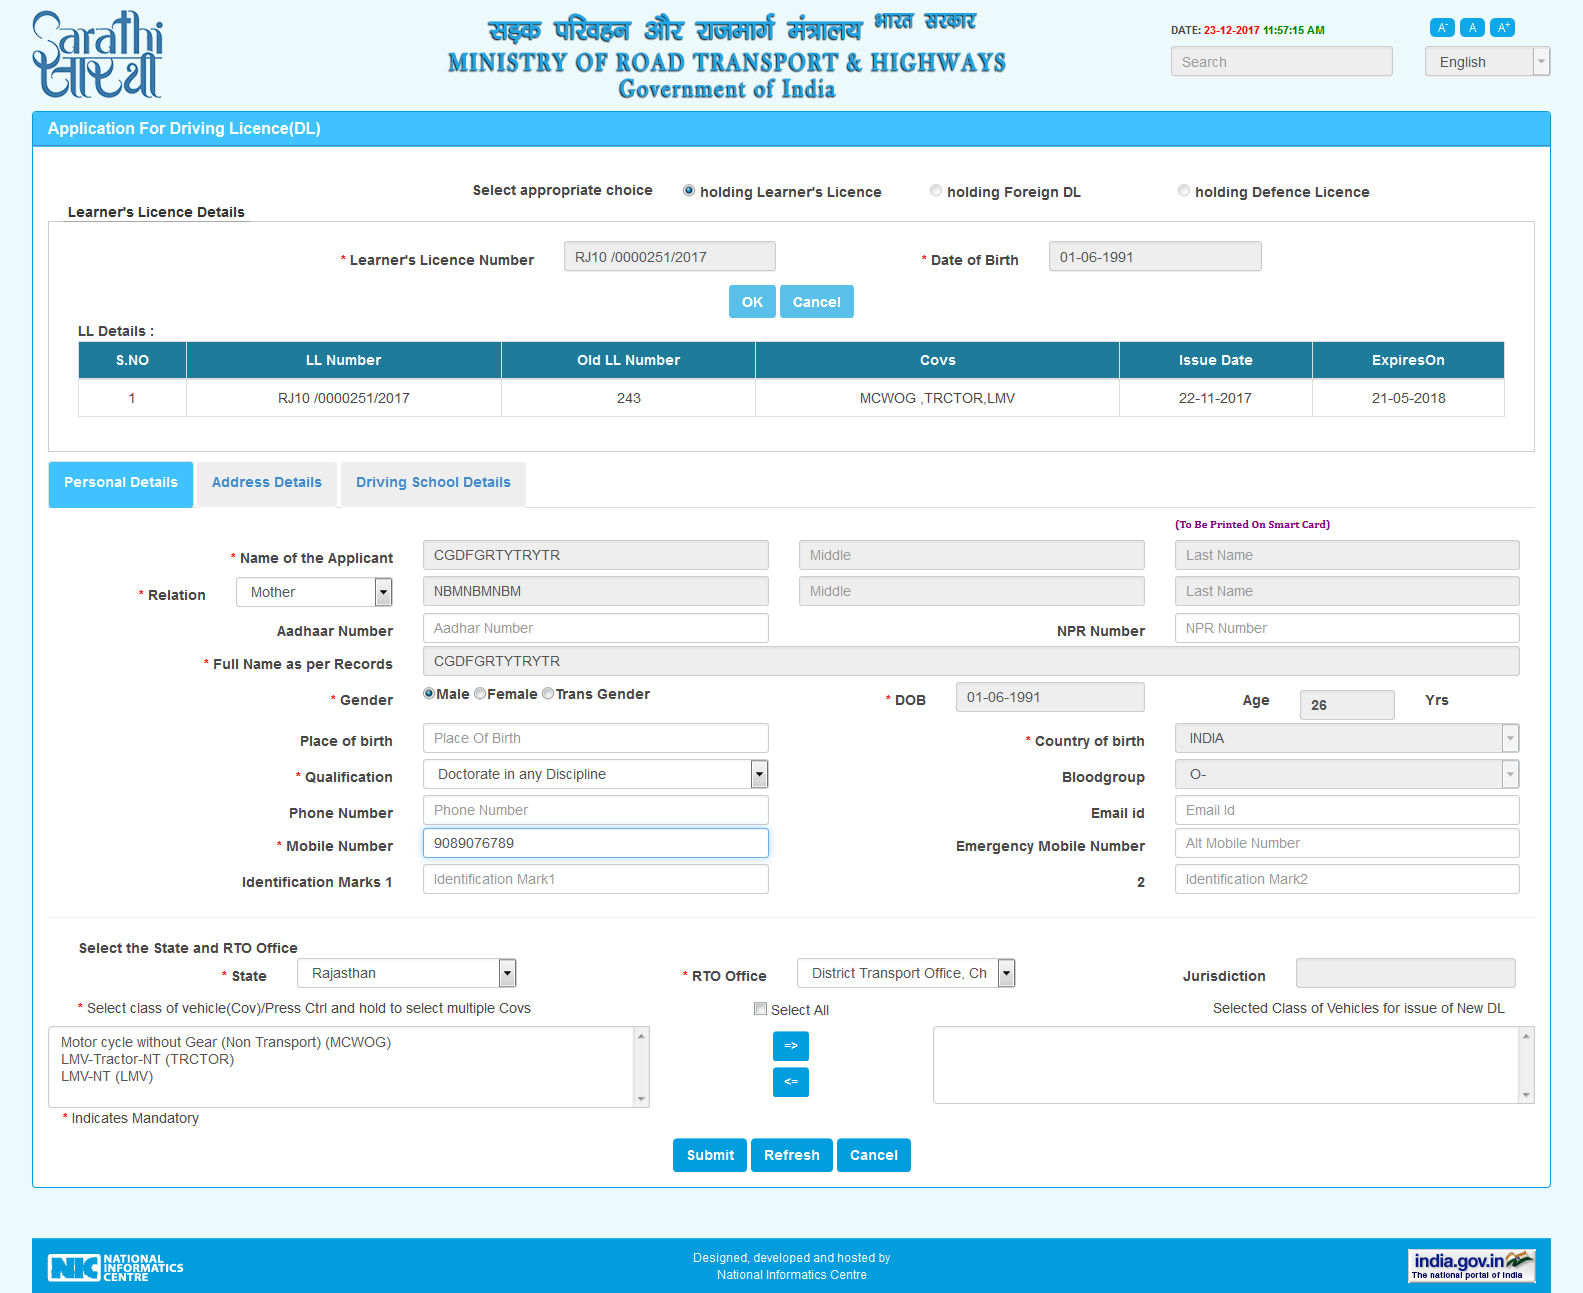 Sarathi
सारथी
सड़क परिवहन और राजमार्ग मंत्रालय भारत सरकार
MINISTRY OF ROAD TRANSPORT & HIGHWAYS
Government of India
DATE: 23-12-2017 11:57:15 AM
A- A A+
Search
English
Application For Driving Licence(DL)
Select appropriate choice holding Learner's Licence holding Foreign DL holding Defence Licence
Learner's Licence Details
* Learner's Licence Number RJ10 /0000251/2017 * Date of Birth 01-06-1991
OK Cancel
LL Details :
S.NO LL Number Old LL Number Covs Issue Date ExpiresOn
1 RJ10 /0000251/2017 243 MCWOG ,TRCTOR,LMV 22-11-2017 21-05-2018
Personal Details Address Details Driving School Details
(To Be Printed On Smart Card)
* Name of the Applicant CGDFGRTYTRYTR Middle Last Name
* Relation Mother NBMNBMNBM Middle Last Name
Aadhaar Number Aadhar Number NPR Number NPR Number
* Full Name as per Records CGDFGRTYTRYTR
* Gender Male Female Trans Gender * DOB 01-06-1991 Age 26 Yrs
Place of birth Place Of Birth * Country of birth INDIA
* Qualification Doctorate in any Discipline Bloodgroup O-
Phone Number Phone Number Email id Email Id
* Mobile Number 9089076789 Emergency Mobile Number Alt Mobile Number
Identification Marks 1 Identification Mark1 2 Identification Mark2
Select the State and RTO Office
* State Rajasthan * RTO Office District Transport Office, Ch Jurisdiction
* Select class of vehicle(Cov)/Press Ctrl and hold to select multiple Covs Select All Selected Class of Vehicles for issue of New DL
Motor cycle without Gear (Non Transport) (MCWOG)
LMV-Tractor-NT (TRCTOR)
LMV-NT (LMV)
=>
<=
* Indicates Mandatory
Submit Refresh Cancel
NIC NATIONAL
INFORMATICS
CENTRE
Designed, developed and hosted by
National Informatics Centre
india.gov.in
The national portal of India